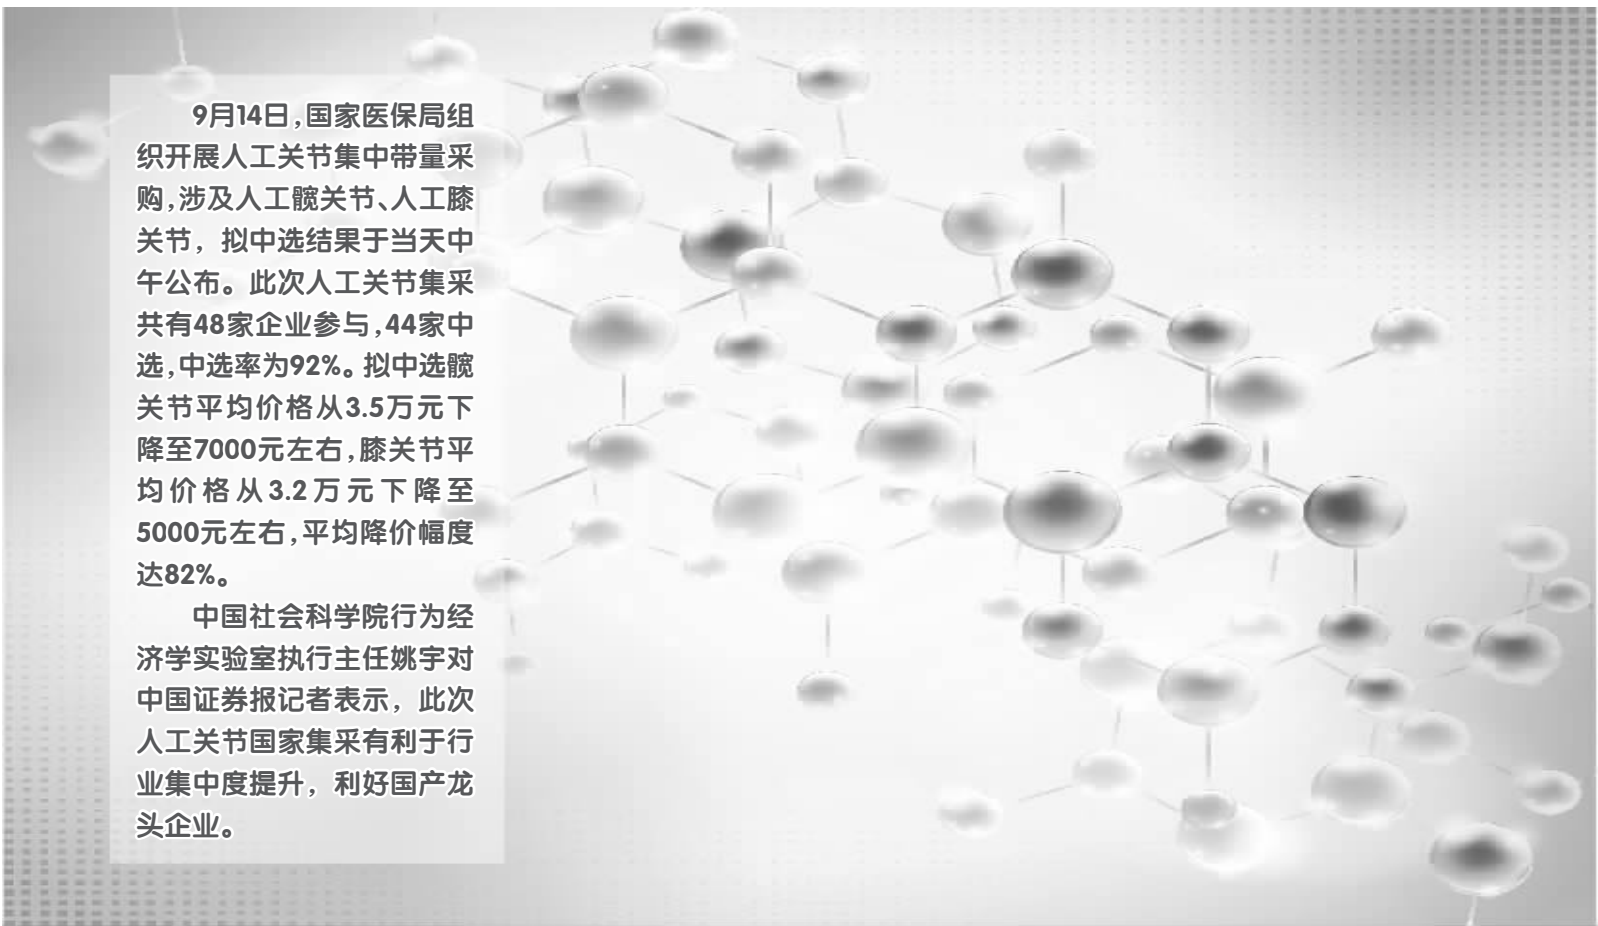 9月14日,国家医保局组
织开展人工关节集中带量采
购,涉及人工髋关节、人工膝
关节，拟中选结果于当天中
午公布。此次人工关节集采
共有48家企业参与,44家中
选,中选率为92%。拟中选髋
关节平均价格从3.5万元下
降至7000元左右,膝关节平
均价格从3.2万元下降至
5000元左右,平均降价幅度
达82%。
中国社会科学院行为经
济学实验室执行主任姚宇对
中国证券报记者表示，此次
人工关节国家集采有利于行
业集中度提升，利好国产龙
头企业。